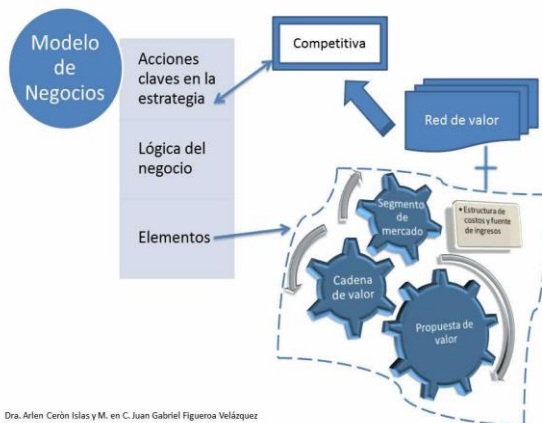 Modelo
de
Negocios
Acciones
claves en la
estrategia
Lógica del
negocio
Elementos
Competitiva
Red de valor
Segmento
de
mercado
• Estructura de
costos y fuente
de ingresos
Cadena
de valor
Propuesta de
valor
Dra. Arlen Cerón Islas y M. en C. Juan Gabriel Figueroa Velázquez